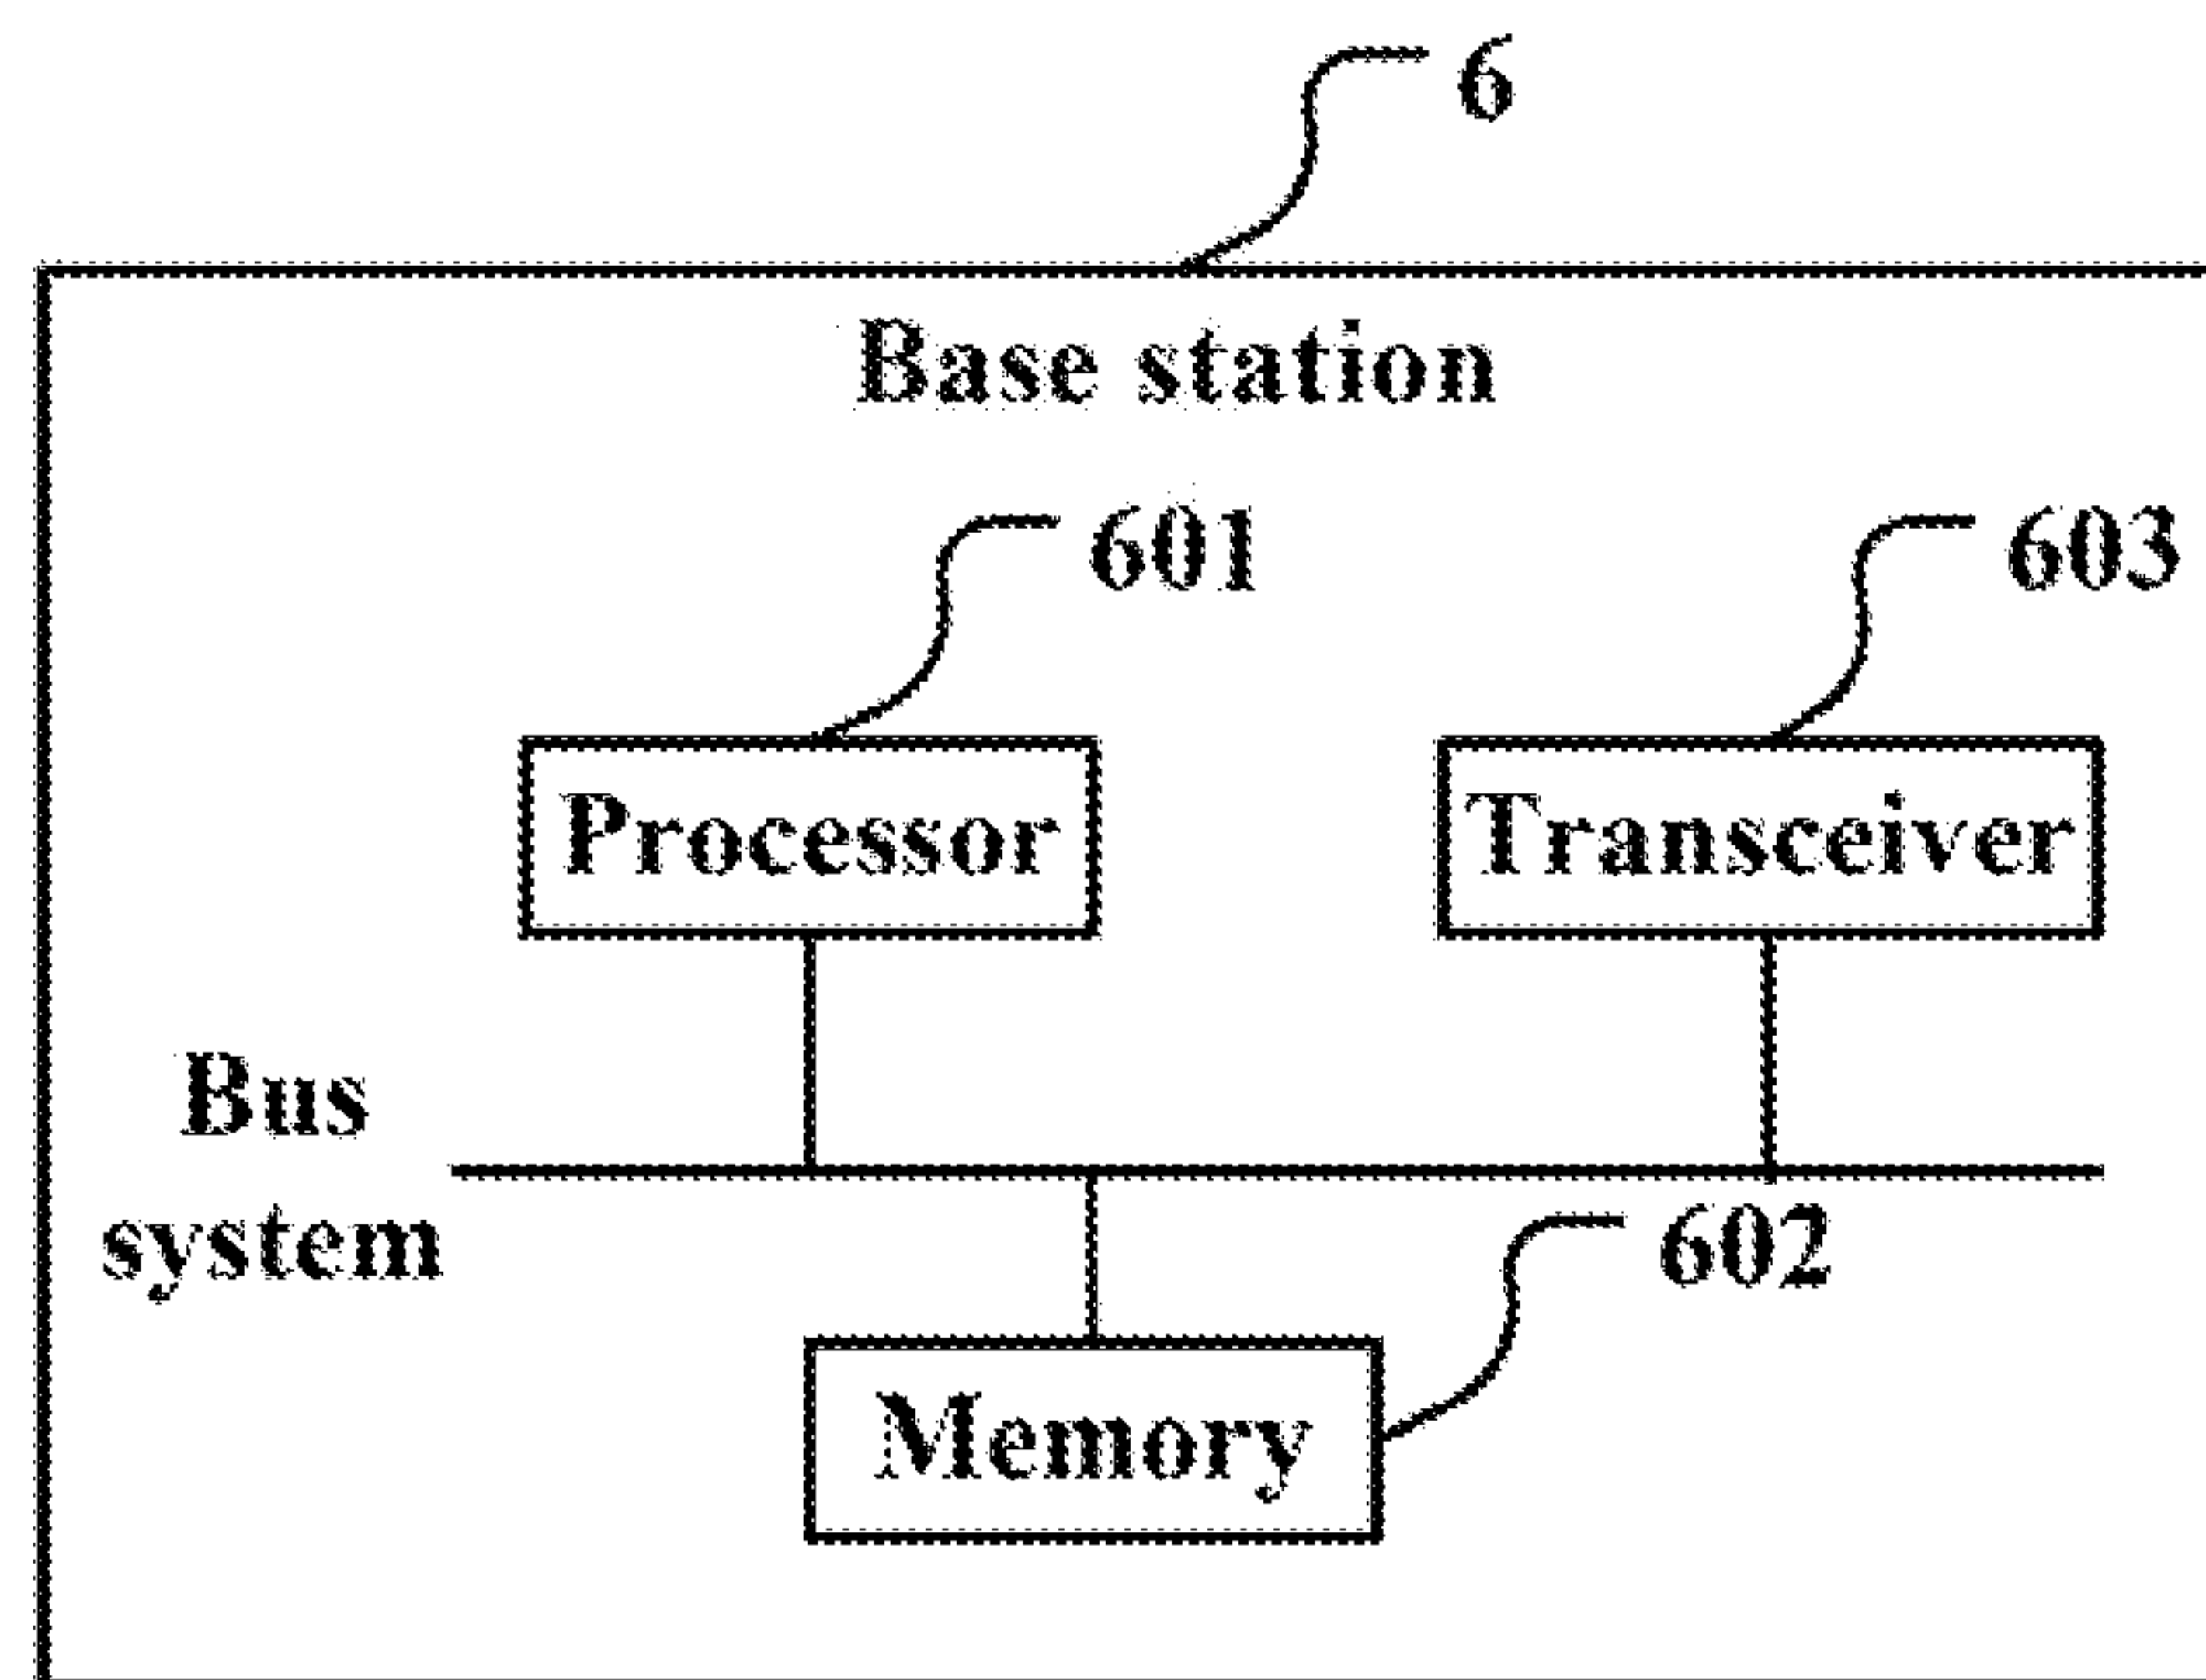 6
Base station
601
603
Processor
Transceiver
Bus
system
602
Memory